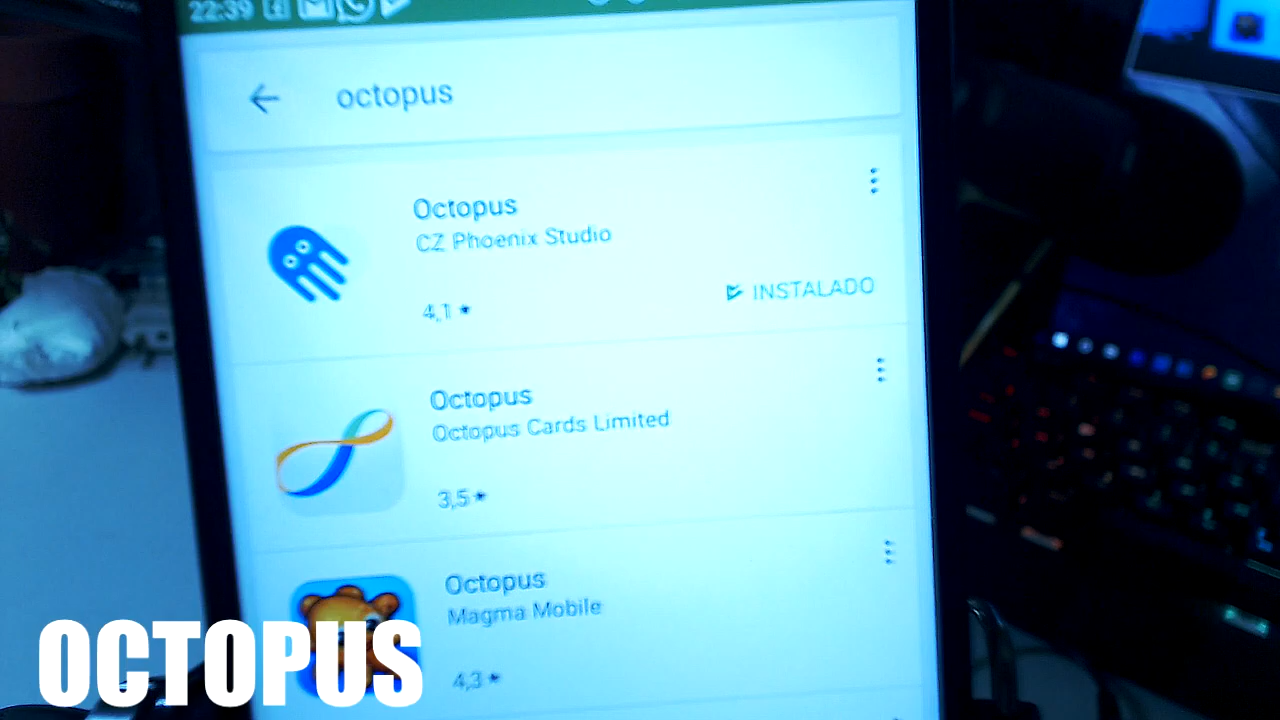 22:39
octopus
Octopus
CZ Phoenix Studio
4,1 ★
INSTALADO
Octopus
Octopus Cards Limited
3,5 ★
Octopus
Magma Mobile
4,3 ★
OCTOPUS